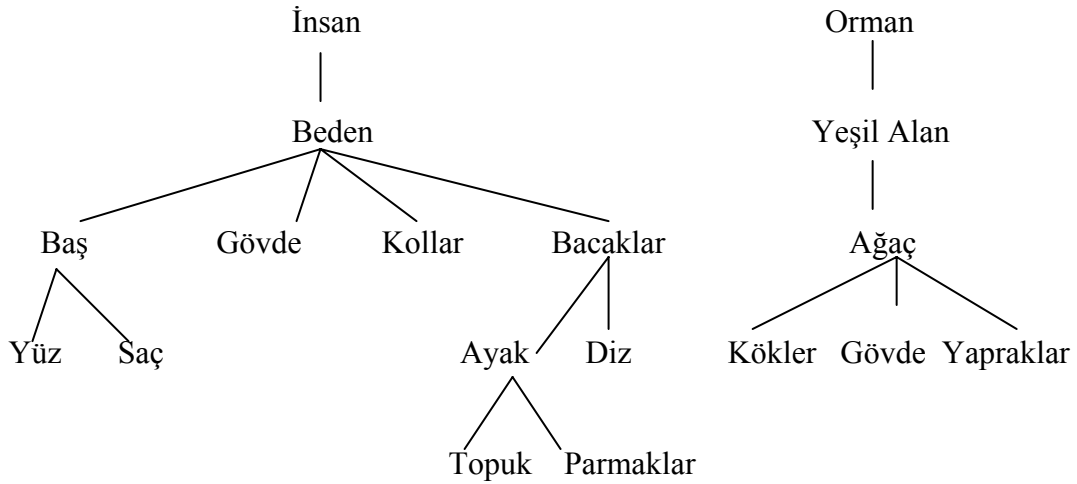 İnsan Orman
Beden Yeşil Alan
Baş Gövde Kollar Bacaklar Ağaç
Yüz Saç Ayak Diz Kökler Gövde Yapraklar
Topuk Parmaklar